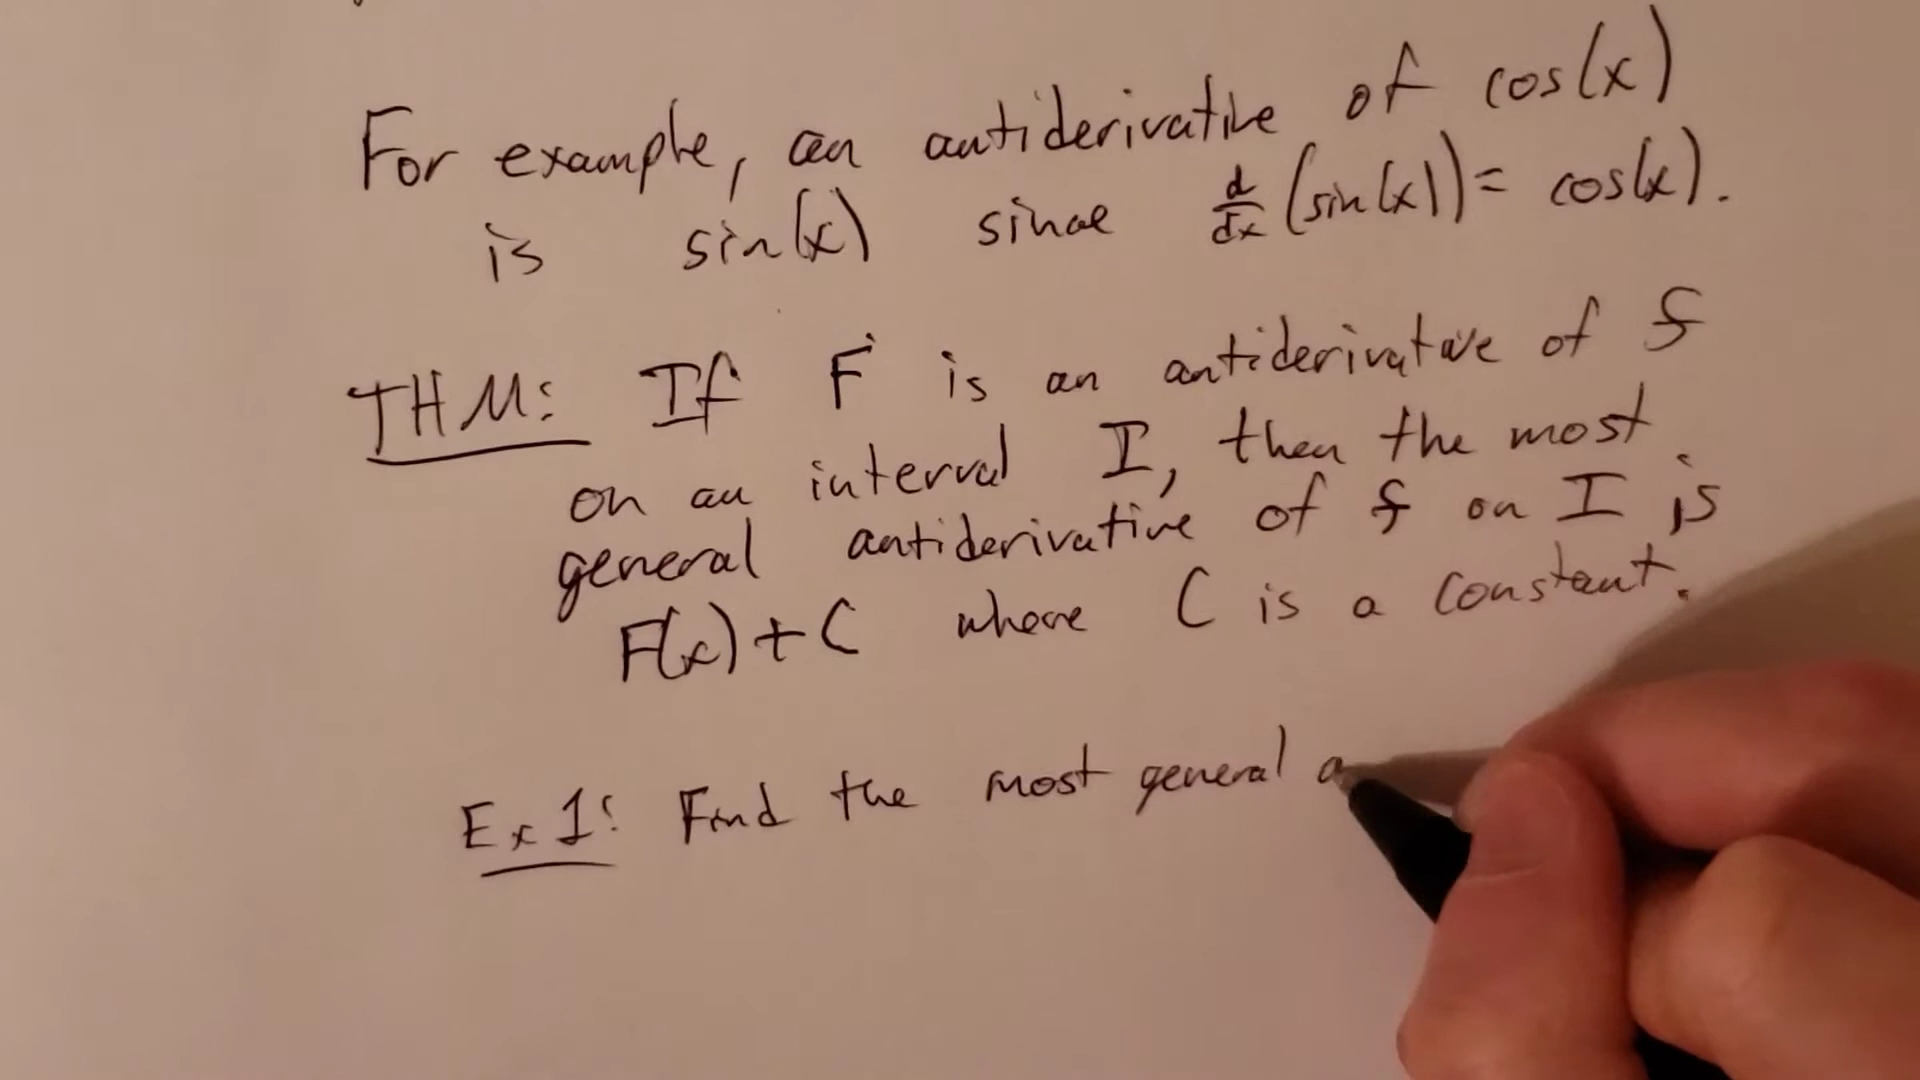 For example, an antiderivative of cos(x)
is sin(x) since d/dx (sin(x)) = cos(x).
THM: If F is an antiderivative of f
on an interval I, then the most
general antiderivative of f on I is
F(x) + C where C is a constant.
Ex 1: Find the most general a